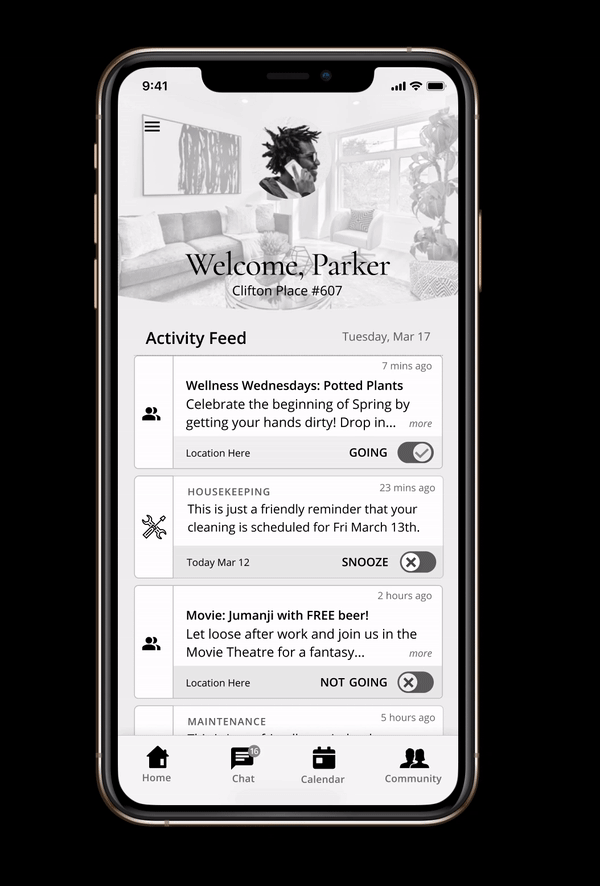 9:41
Welcome, Parker
Clifton Place #607
Activity Feed
Tuesday, Mar 17
7 mins ago
Wellness Wednesdays: Potted Plants
Celebrate the beginning of Spring by
getting your hands dirty! Drop in... more
Location Here GOING
23 mins ago
HOUSEKEEPING
This is just a friendly reminder that your
cleaning is scheduled for Fri March 13th.
Today Mar 12 SNOOZE
2 hours ago
Movie: Jumanji with FREE beer!
Let loose after work and join us in the
Movie Theatre for a fantasy... more
Location Here NOT GOING
5 hours ago
MAINTENANCE
16
Home Chat Calendar Community